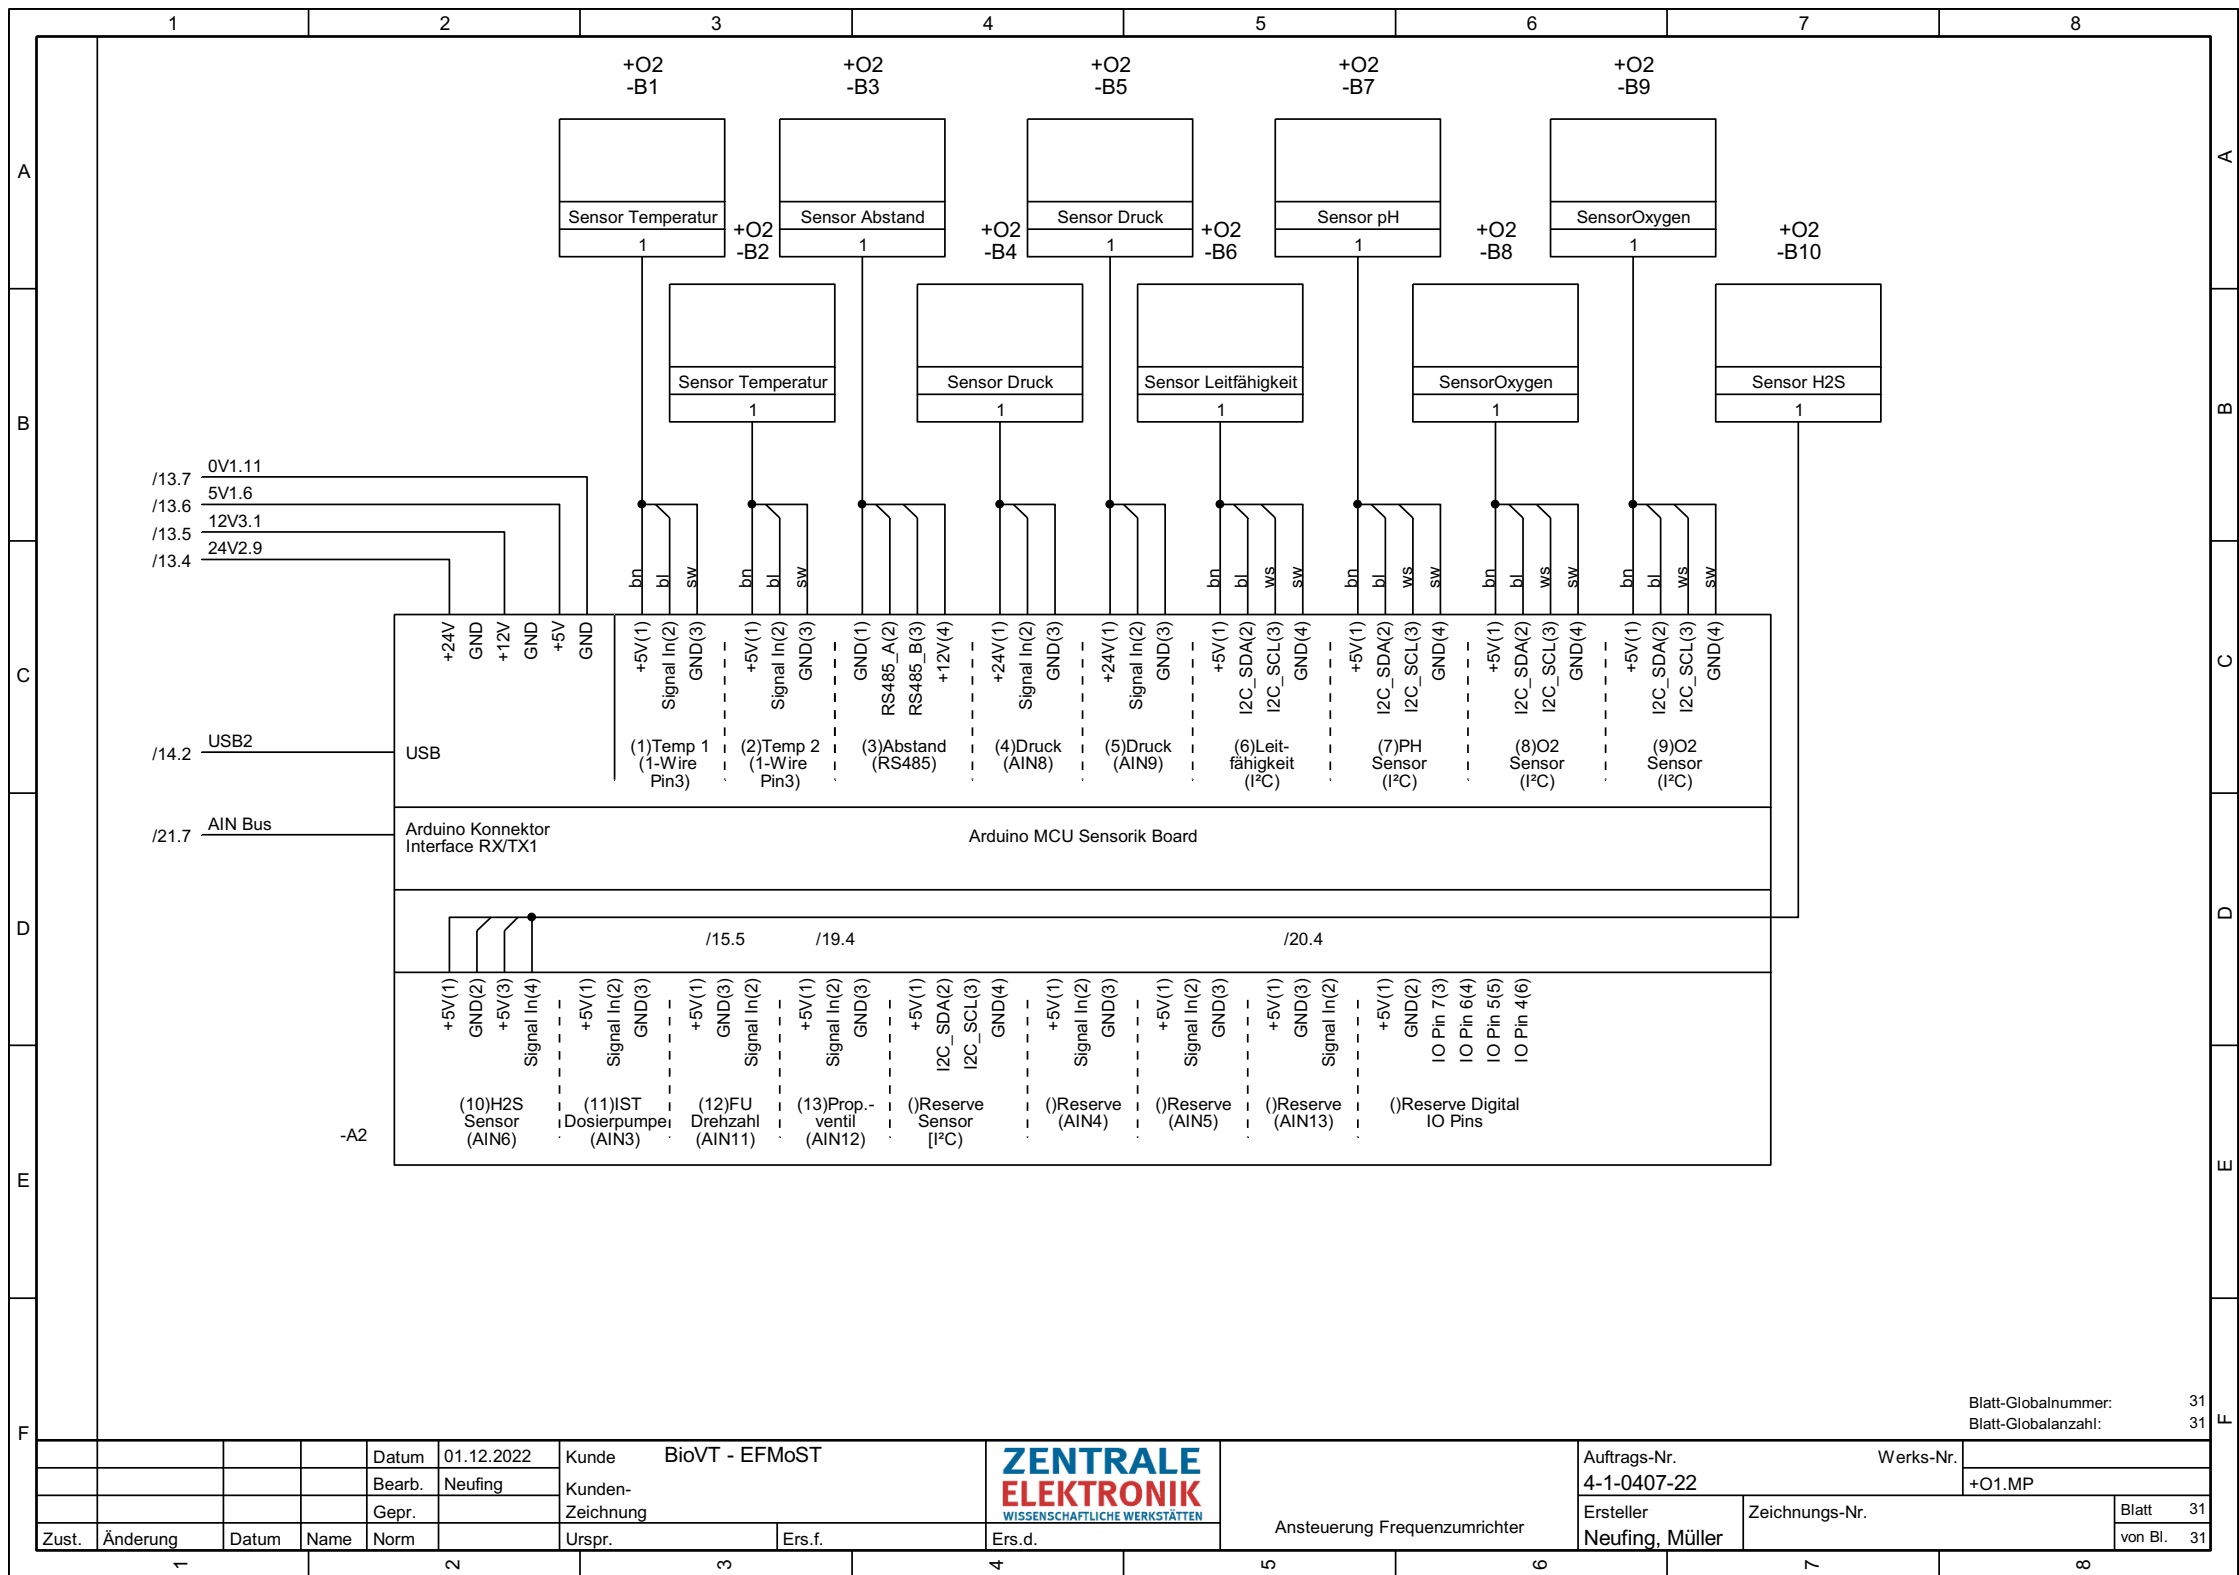 1 2 3 4 5 6 7 8
+O2 +O2 +O2 +O2 +O2
-B1 -B3 -B5 -B7 -B9
A A
Sensor Temperatur Sensor Abstand Sensor Druck Sensor pH SensorOxygen
1 1 1 1 1
+O2 +O2 +O2 +O2 +O2
-B2 -B4 -B6 -B8 -B10
Sensor Temperatur Sensor Druck Sensor Leitfähigkeit SensorOxygen Sensor H2S
1 1 1 1 1
B B
/13.7 0V1.11
/13.6 5V1.6
/13.5 12V3.1
/13.4 24V2.9
bn bl sw bn bl sw bn bl ws sw bn bl ws sw bn bl ws sw bn bl ws sw
+24V GND +12V GND +5V GND
+5V(1) Signal In(2) GND(3)
+5V(1) Signal In(2) GND(3)
GND(1) RS485_A(2) RS485_B(3) +12V(4)
+24V(1) Signal In(2) GND(3)
+24V(1) Signal In(2) GND(3)
+5V(1) I2C_SDA(2) I2C_SCL(3) GND(4)
+5V(1) I2C_SDA(2) I2C_SCL(3) GND(4)
+5V(1) I2C_SDA(2) I2C_SCL(3) GND(4)
+5V(1) I2C_SDA(2) I2C_SCL(3) GND(4)
C C
/14.2 USB2 USB
(1)Temp 1
(1-Wire
Pin3)
(2)Temp 2
(1-Wire
Pin3)
(3)Abstand
(RS485)
(4)Druck
(AIN8)
(5)Druck
(AIN9)
(6)Leit-
fähigkeit
(I²C)
(7)PH
Sensor
(I²C)
(8)O2
Sensor
(I²C)
(9)O2
Sensor
(I²C)
/21.7 AIN Bus
Arduino Konnektor
Interface RX/TX1
Arduino MCU Sensorik Board
D D
/15.5 /19.4 /20.4
+5V(1) GND(2) +5V(3) Signal In(4)
+5V(1) Signal In(2) GND(3)
+5V(1) GND(3) Signal In(2)
+5V(1) Signal In(2) GND(3)
+5V(1) I2C_SDA(2) I2C_SCL(3) GND(4)
+5V(1) Signal In(2) GND(3)
+5V(1) Signal In(2) GND(3)
+5V(1) GND(3) Signal In(2)
+5V(1) GND(2) IO Pin 7(3) IO Pin 6(4) IO Pin 5(5) IO Pin 4(6)
(10)H2S
Sensor
(AIN6)
(11)IST
Dosierpumpe
(AIN3)
(12)FU
Drehzahl
(AIN11)
(13)Prop.-
ventil
(AIN12)
()Reserve
Sensor
[I²C)
()Reserve
(AIN4)
()Reserve
(AIN5)
()Reserve
(AIN13)
()Reserve Digital
IO Pins
-A2
E E
Blatt-Globalnummer: 31
Blatt-Globalanzahl: 31
F F
Datum 01.12.2022
Bearb. Neufing
Gepr.
Zust. Änderung Datum Name Norm
Kunde BioVT - EFMoST
Kunden-
Zeichnung
Urspr. Ers.f. Ers.d.
ZENTRALE
ELEKTRONIK
WISSENSCHAFTLICHE WERKSTÄTTEN
Ansteuerung Frequenzumrichter
Auftrags-Nr. Werks-Nr.
4-1-0407-22 +O1.MP
Ersteller Zeichnungs-Nr. Blatt 31
Neufing, Müller von Bl. 31
1 2 3 4 5 6 7 8